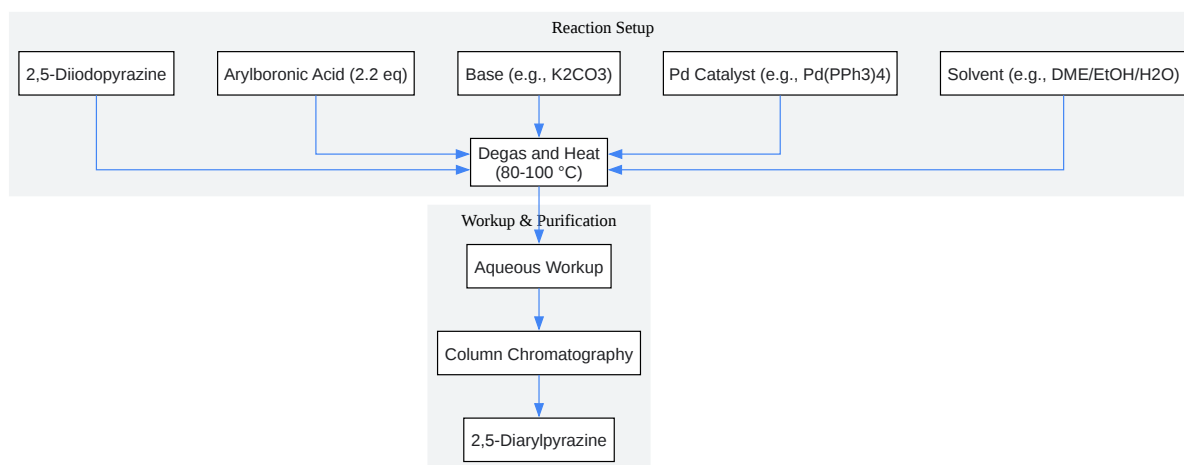 Reaction Setup
2,5-Diiodopyrazine
Arylboronic Acid (2.2 eq)
Base (e.g., K2CO3)
Pd Catalyst (e.g., Pd(PPh3)4)
Solvent (e.g., DME/EtOH/H2O)
Degas and Heat
(80-100 °C)
Workup & Purification
Aqueous Workup
Column Chromatography
2,5-Diarylpyrazine